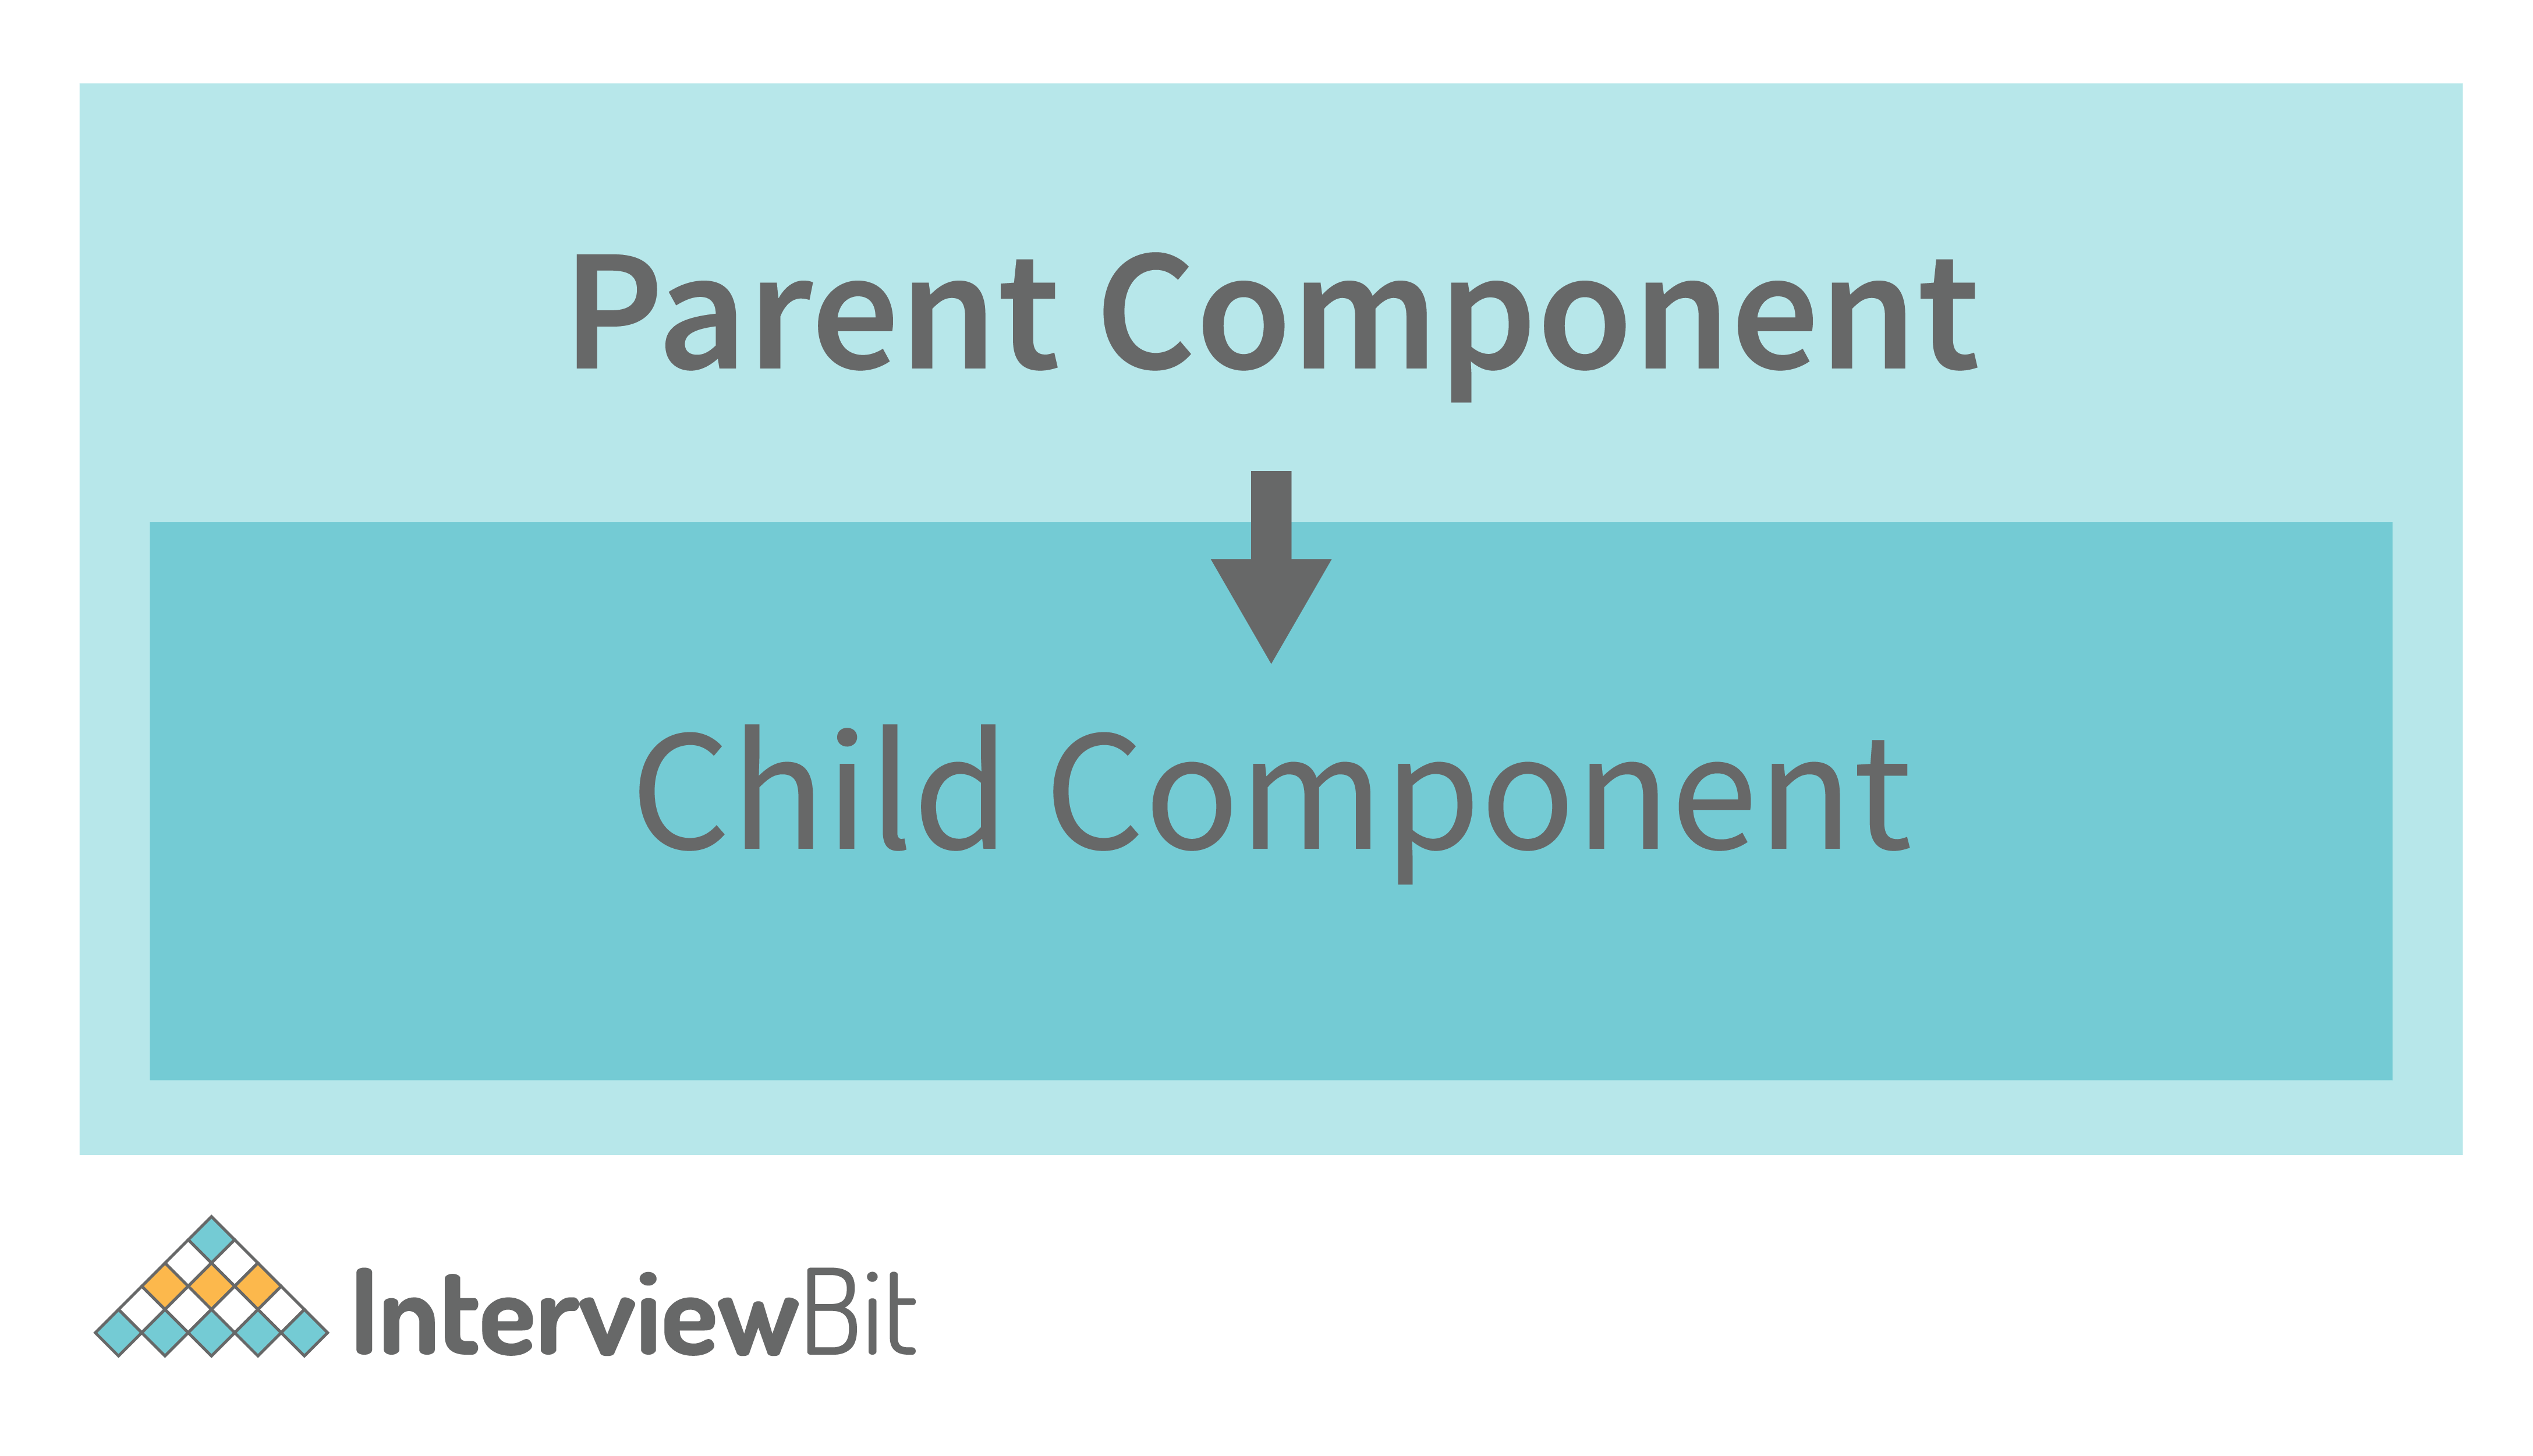 Parent Component
Child Component
InterviewBit